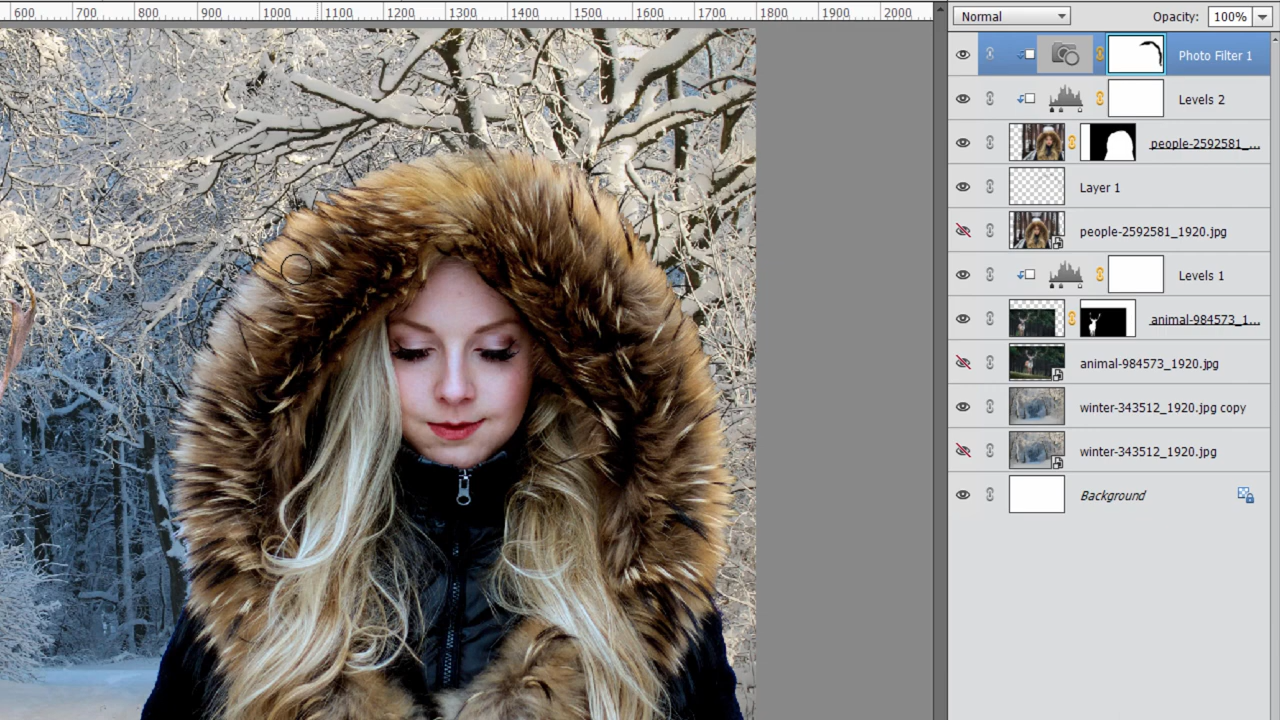 600 700 800 900 1000 1100 1200 1300 1400 1500 1600 1700 1800 1900 2000
Normal Opacity: 100%
Photo Filter 1
Levels 2
people-2592581_...
Layer 1
people-2592581_1920.jpg
Levels 1
animal-984573_1...
animal-984573_1920.jpg
winter-343512_1920.jpg copy
winter-343512_1920.jpg
Background